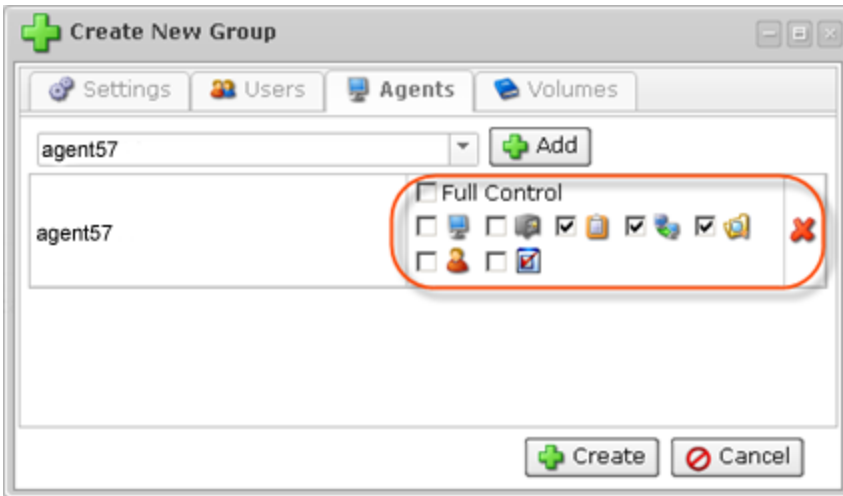 Create New Group
Settings Users Agents Volumes
agent57 Add
Full Control
agent57
Create Cancel